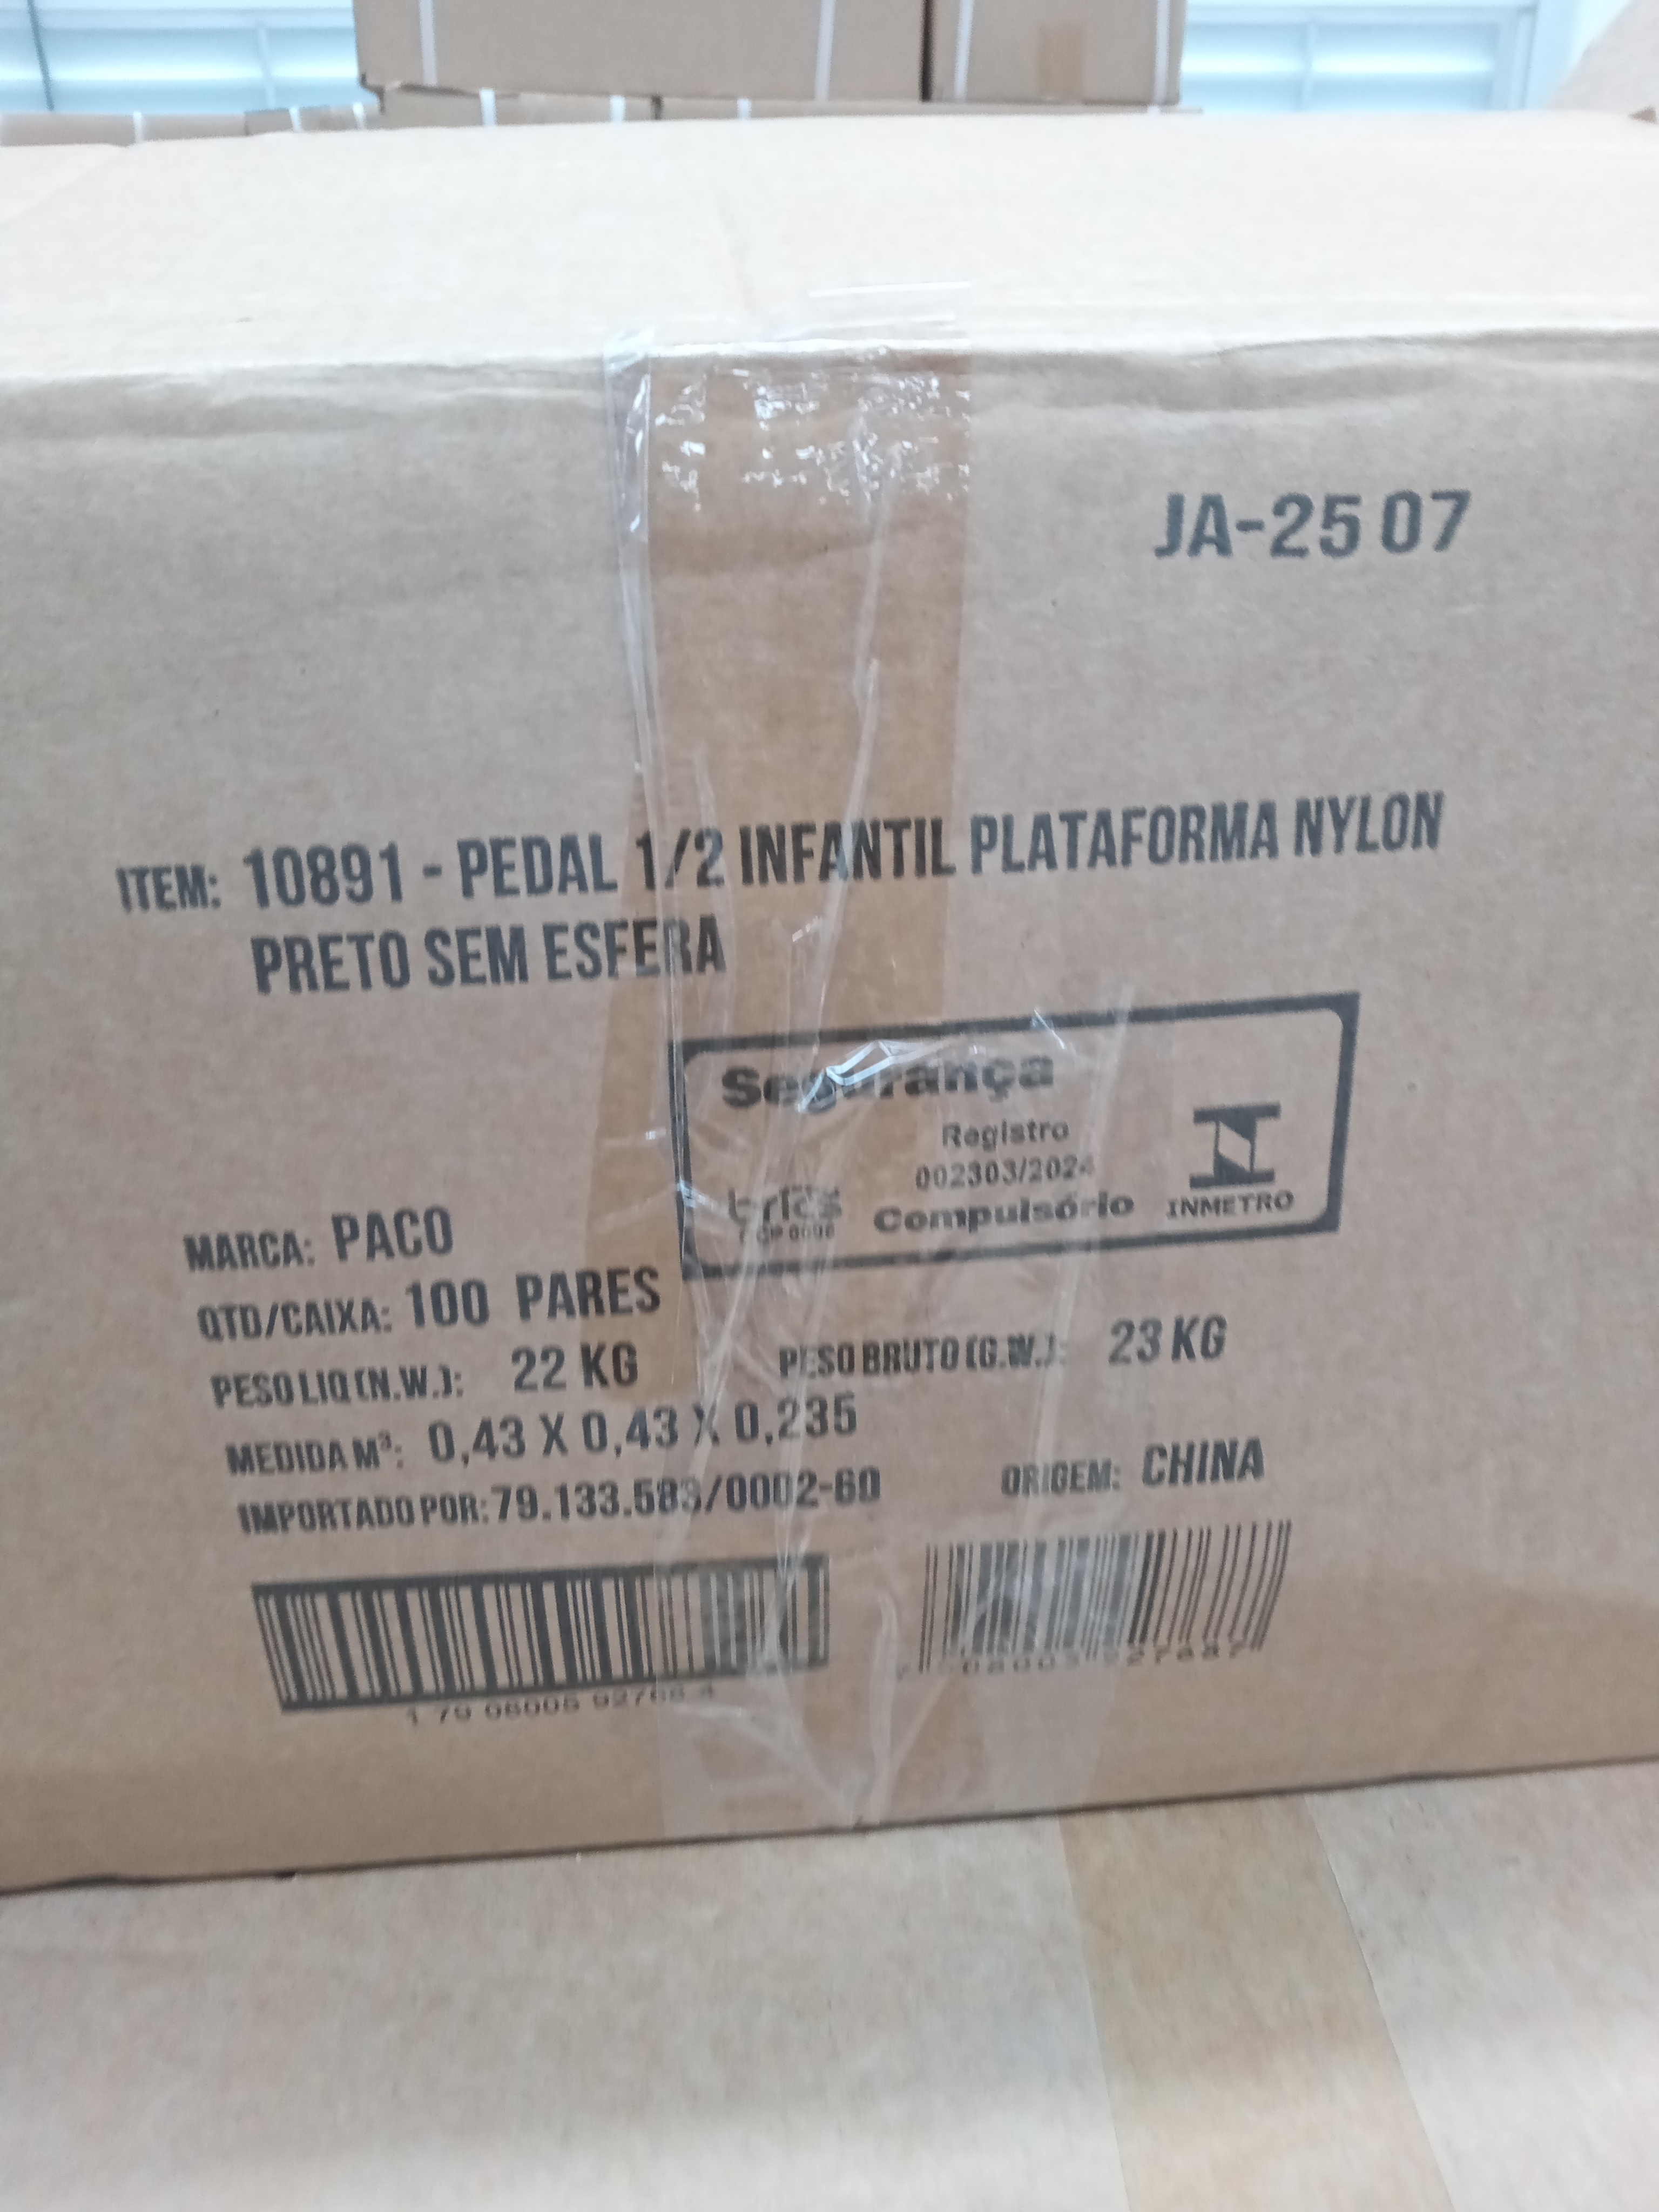 JA-25 07
ITEM: 10891 - PEDAL 1/2 INFANTIL PLATAFORMA NYLON
PRETO SEM ESFERA
Segurança
Registro
002303/2024
Compulsório
INMETRO
MARCA: PACO
QTD/CAIXA: 100 PARES
PESO LIQ (N.W.): 22 KG PESO BRUTO (G.W.): 23 KG
MEDIDA M³: 0,43 X 0,43 X 0,235
IMPORTADO POR: 79.133.583/0002-60 ORIGEM: CHINA